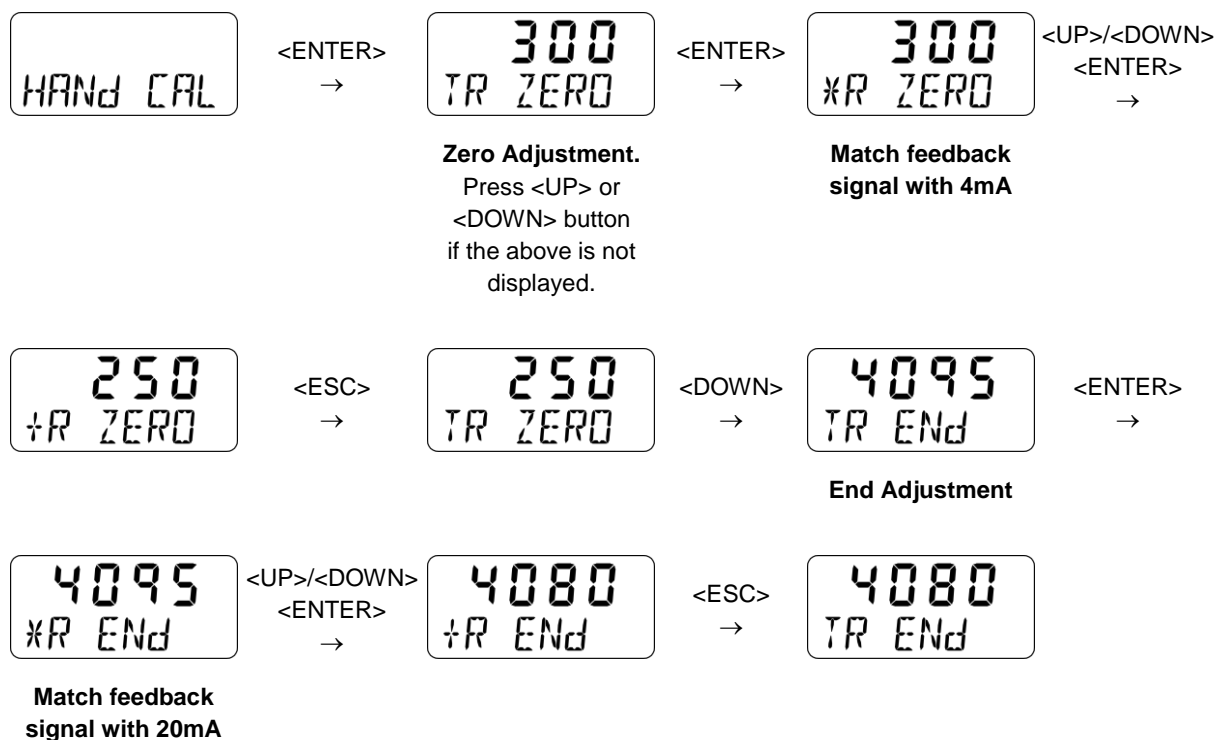 HANd CAL
<ENTER>
→
300
TR ZERO
<ENTER>
→
300
*R ZERO
<UP>/<DOWN>
<ENTER>
→
Zero Adjustment.
Press <UP> or
<DOWN> button
if the above is not
displayed.
Match feedback
signal with 4mA
250
+R ZERO
<ESC>
→
250
TR ZERO
<DOWN>
→
4095
TR ENd
<ENTER>
→
End Adjustment
4095
*R ENd
<UP>/<DOWN>
<ENTER>
→
4080
+R ENd
<ESC>
→
4080
TR ENd
Match feedback
signal with 20mA